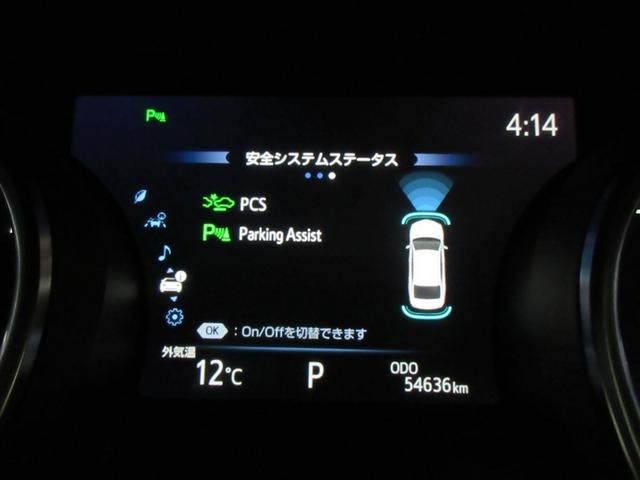 P
4:14
安全システムステータス
PCS
P Parking Assist
OK :On/Offを切替できます
外気温
12℃
P
ODO
54636km